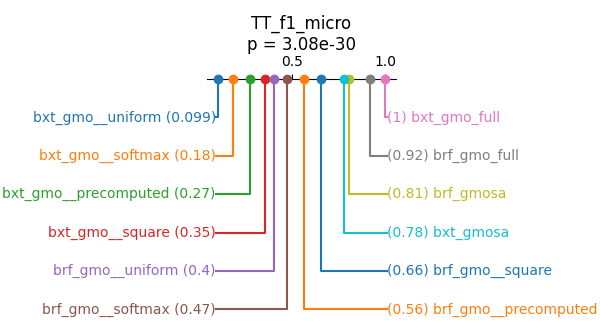 TT_f1_micro
p = 3.08e-30
0.5 1.0
bxt_gmo__uniform (0.099) (1) bxt_gmo_full
bxt_gmo__softmax (0.18) (0.92) brf_gmo_full
bxt_gmo__precomputed (0.27) (0.81) brf_gmosa
bxt_gmo__square (0.35) (0.78) bxt_gmosa
brf_gmo__uniform (0.4) (0.66) brf_gmo__square
brf_gmo__softmax (0.47) (0.56) brf_gmo__precomputed